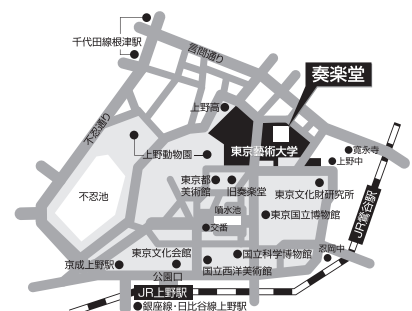 千代田線根津駅
言問通り
奏楽堂
不忍通り
上野高
上野動物園
東京藝術大学
寛永寺
上野中
東京都
美術館
旧奏楽堂
東京文化財研究所
不忍池
噴水池
東京国立博物館
JR鶯谷駅
交番
東京文化会館
国立科学博物館
忍岡中
京成上野駅
公園口
国立西洋美術館
JR上野駅
銀座線・日比谷線上野駅